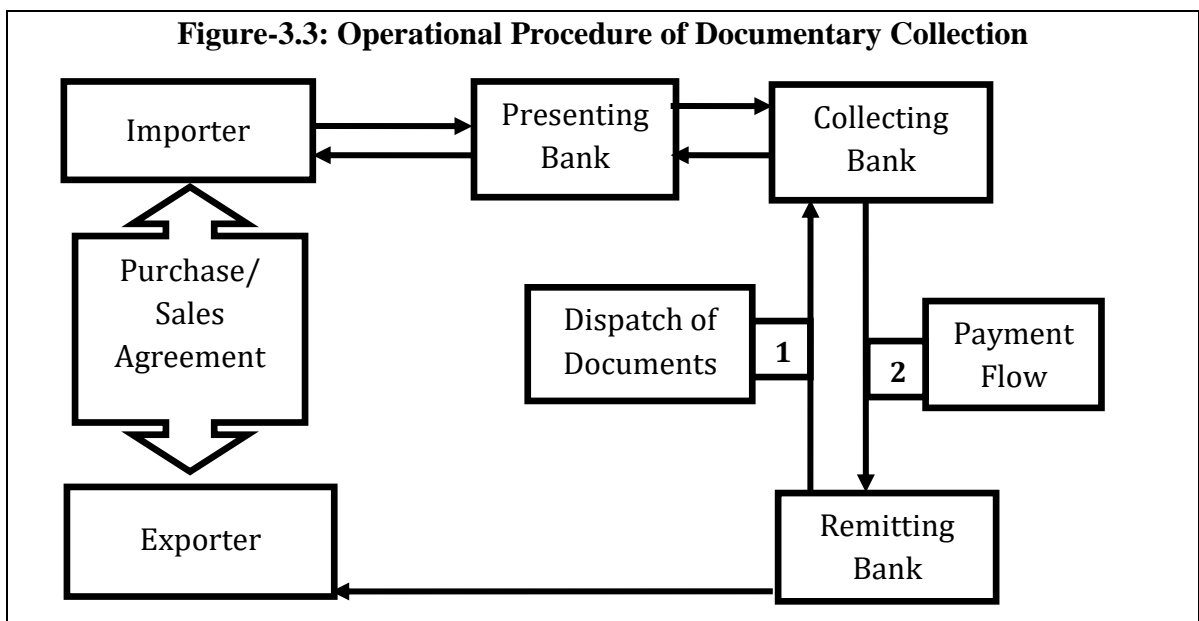 Figure-3.3: Operational Procedure of Documentary Collection
Importer
Presenting
Bank
Collecting
Bank
Purchase/
Sales
Agreement
Dispatch of
Documents
1
2
Payment
Flow
Exporter
Remitting
Bank